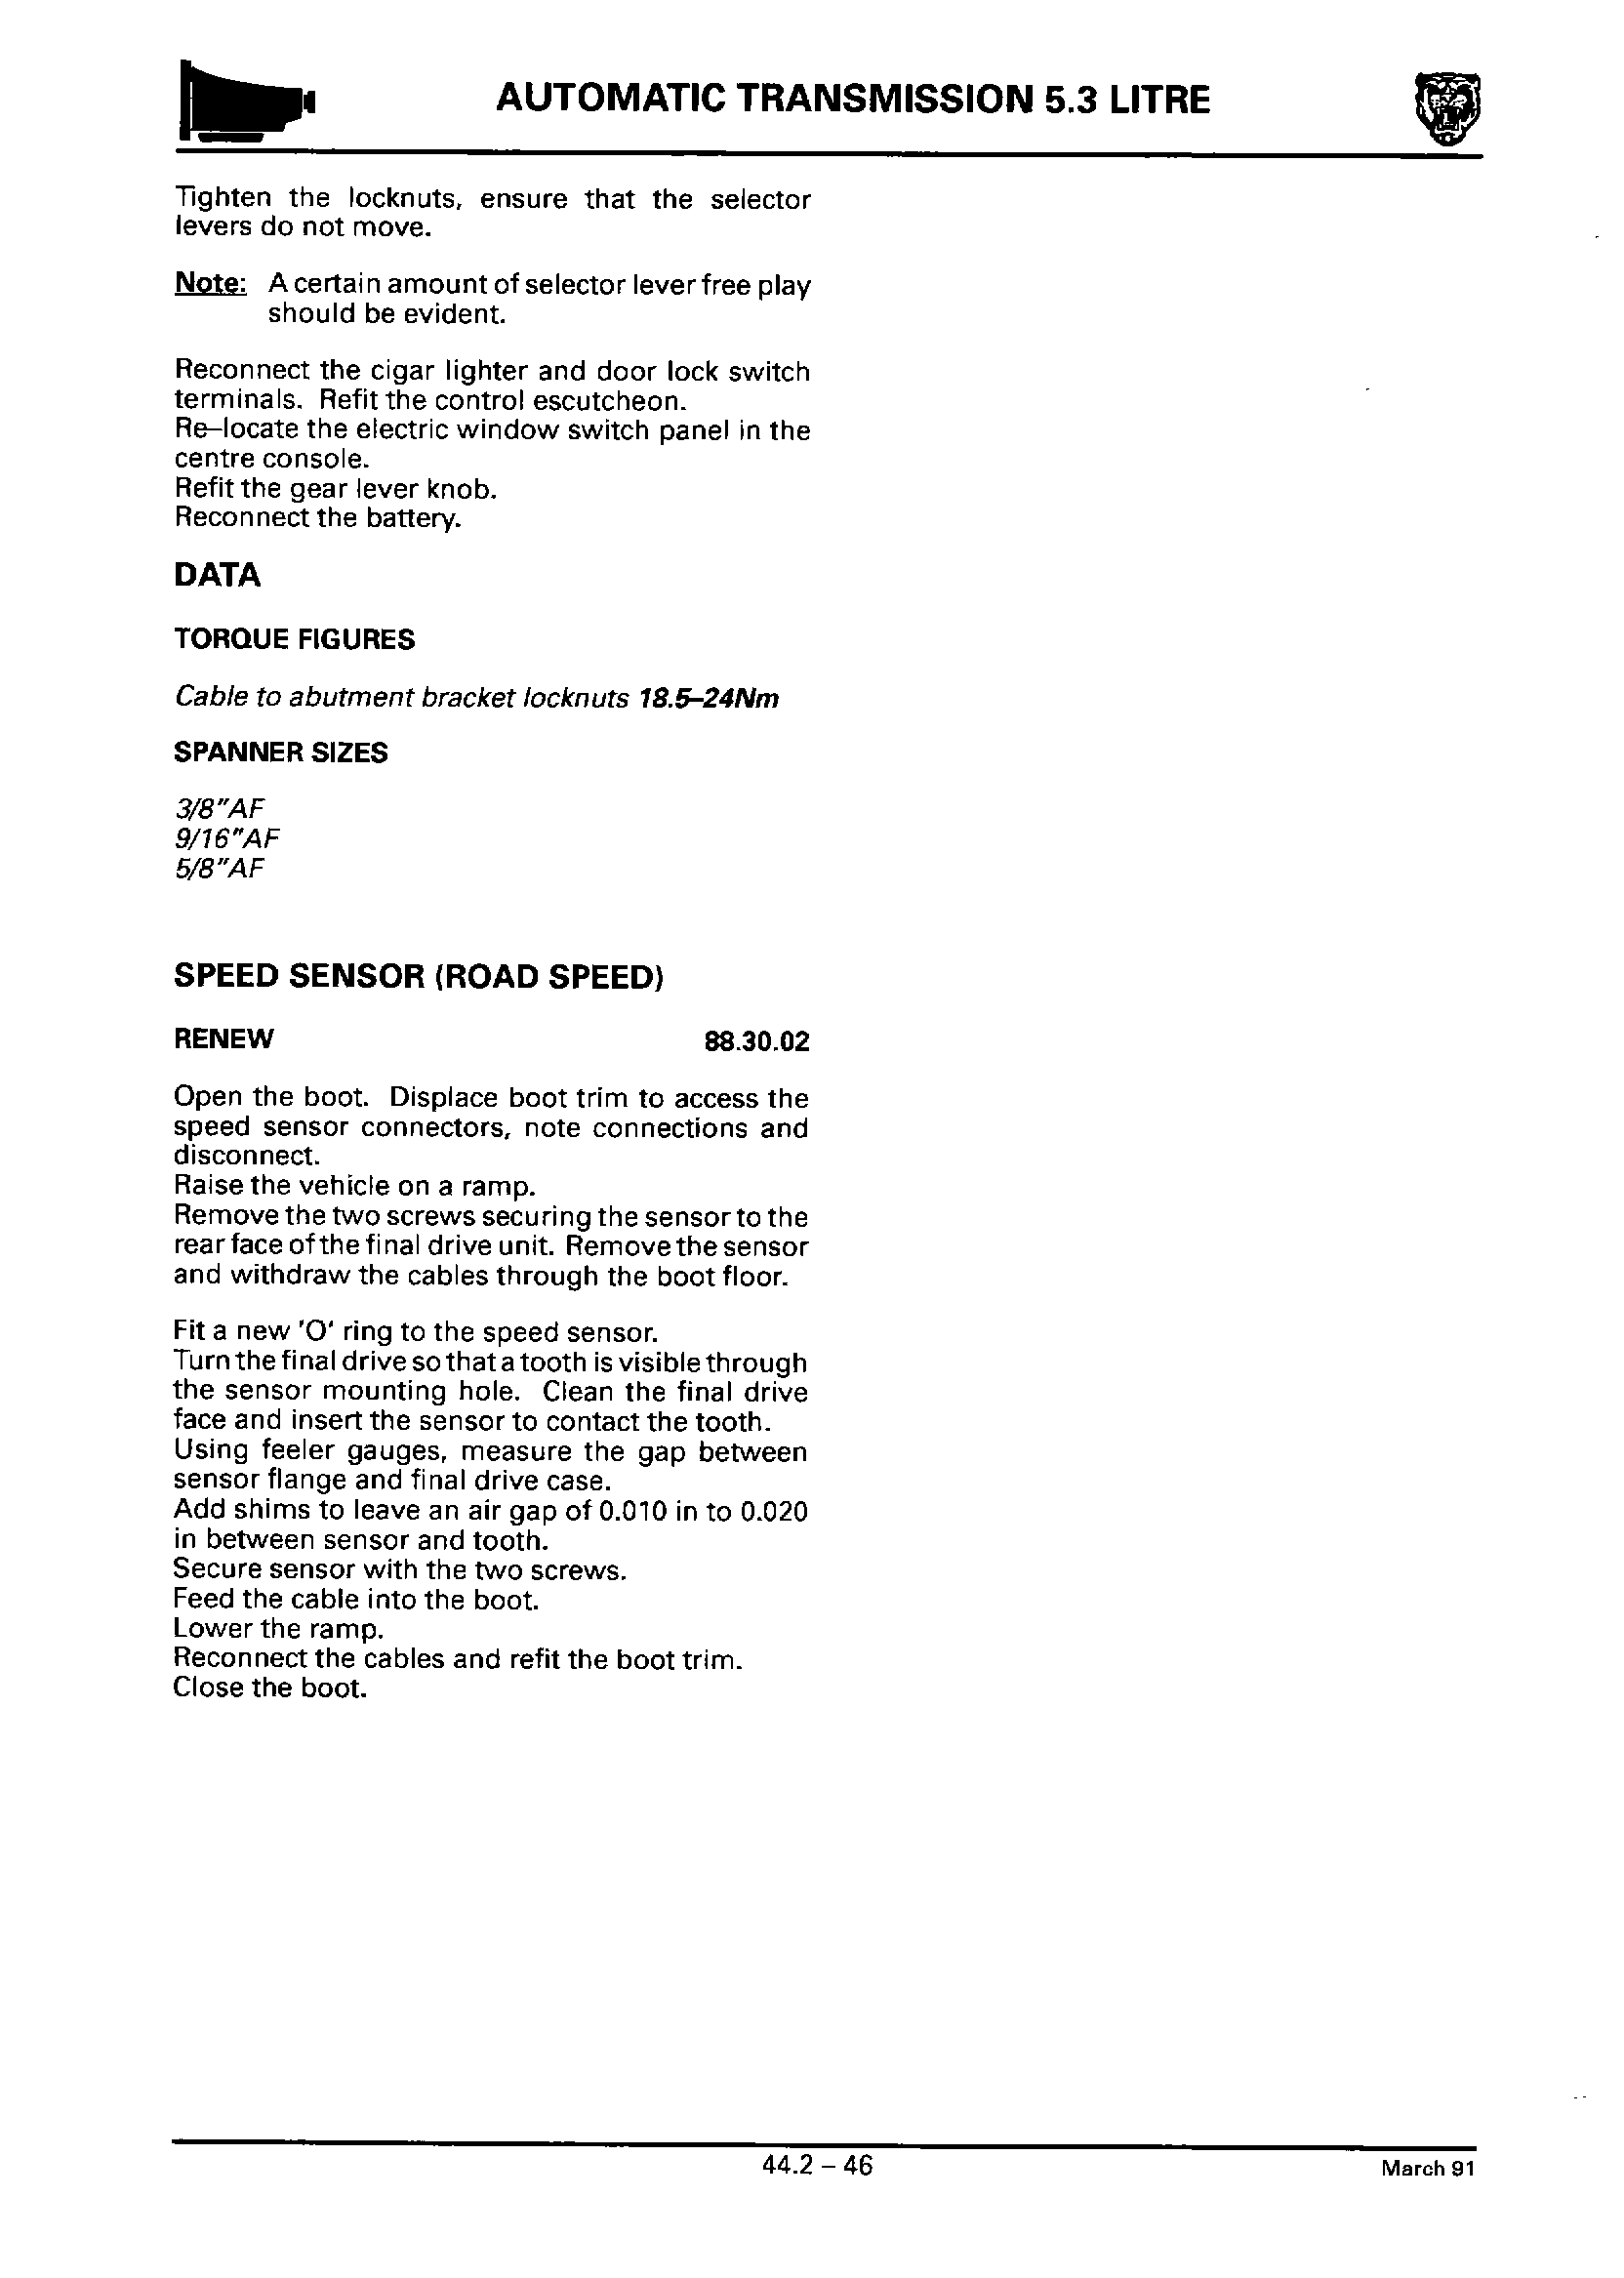 AUTOMATIC TRANSMISSION 5.3 LITRE
Tighten the locknuts, ensure that the selector
levers do not move.
Note: A certain amount of selector lever free play
should be evident.
Reconnect the cigar lighter and door lock switch
terminals. Refit the control escutcheon.
Re–locate the electric window switch panel in the
centre console.
Refit the gear lever knob.
Reconnect the battery.
DATA
TORQUE FIGURES
Cable to abutment bracket locknuts 18.5–24Nm
SPANNER SIZES
3/8"AF
9/16"AF
5/8"AF
SPEED SENSOR (ROAD SPEED)
RENEW 88.30.02
Open the boot. Displace boot trim to access the
speed sensor connectors, note connections and
disconnect.
Raise the vehicle on a ramp.
Remove the two screws securing the sensor to the
rear face of the final drive unit. Remove the sensor
and withdraw the cables through the boot floor.
Fit a new 'O' ring to the speed sensor.
Turn the final drive so that a tooth is visible through
the sensor mounting hole. Clean the final drive
face and insert the sensor to contact the tooth.
Using feeler gauges, measure the gap between
sensor flange and final drive case.
Add shims to leave an air gap of 0.010 in to 0.020
in between sensor and tooth.
Secure sensor with the two screws.
Feed the cable into the boot.
Lower the ramp.
Reconnect the cables and refit the boot trim.
Close the boot.
44.2 – 46
March 91